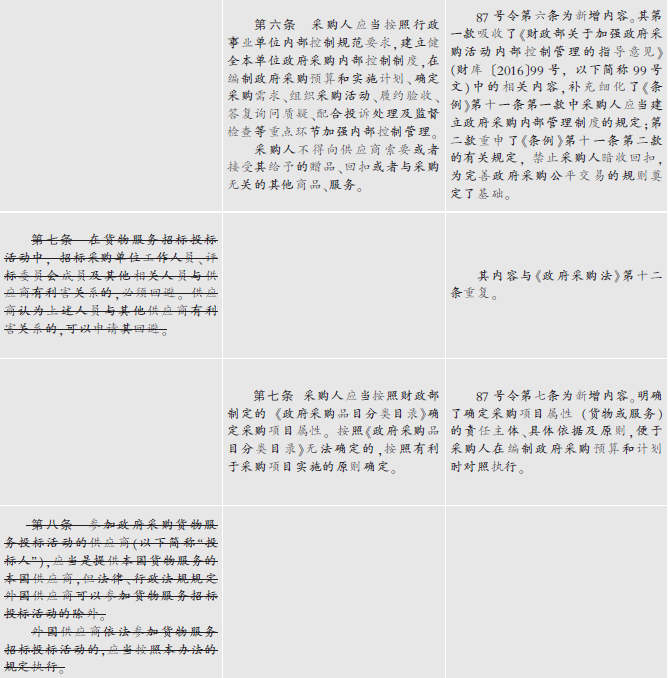 第六条 采购人应当按照行政
事业单位内部控制规范要求,建立健
全本单位政府采购内部控制制度,在
编制政府采购预算和实施计划、确定
采购需求、组织采购活动、履约验收、
答复询问质疑、配合投诉处理及监督
检查等重点环节加强内部控制管理。
采购人不得向供应商索要或者
接受其给予的赠品、回扣或者与采购
无关的其他商品、服务。
87 号令第六条为新增内容。其第
一款吸收了《财政部关于加强政府采
购活动内部控制管理的指导意见》
(财库〔2016〕99 号，以下简称 99 号
文)中的相关内容,补充细化了《条
例》第十一条第一款中采购人应当建
立政府采购内部管理制度的规定;第
二款重申了《条例》第十一条第二款
的有关规定，禁止采购人暗收回扣,
为完善政府采购公平交易的规则奠
定了基础。
第七条 在货物服务招标投标
活动中，招标采购单位工作人员、评
标委员会成员及其他相关人员与供
应商有利害关系的,必须回避。供应
商认为上述人员与其他供应商有利
害关系的,可以申请其回避。
其内容与《政府采购法》第十二
条重复。
第七条 采购人应当按照财政部
制定的《政府采购品目分类目录》确
定采购项目属性。按照《政府采购品
目分类目录》无法确定的,按照有利
于采购项目实施的原则确定。
87 号令第七条为新增内容。明确
了确定采购项目属性（货物或服务）
的责任主体、具体依据及原则,便于
采购人在编制政府采购预算和计划
时对照执行。
第八条 参加政府采购货物服
务投标活动的供应商(以下简称“投
标人”),应当是提供本国货物服务的
本国供应商,但法律、行政法规规定
外国供应商可以参加货物服务招标
投标活动的除外。
外国供应商依法参加货物服务
招标投标活动的,应当按照本办法的
规定执行。